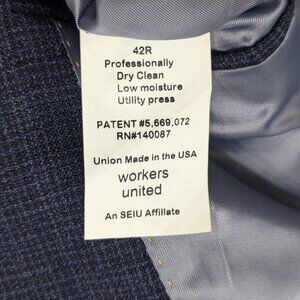 42R
Professionally
Dry Clean
Low moisture
Utility press
PATENT #5,669,072
RN#140087
Union Made in the USA
workers
united
An SEIU Affiliate